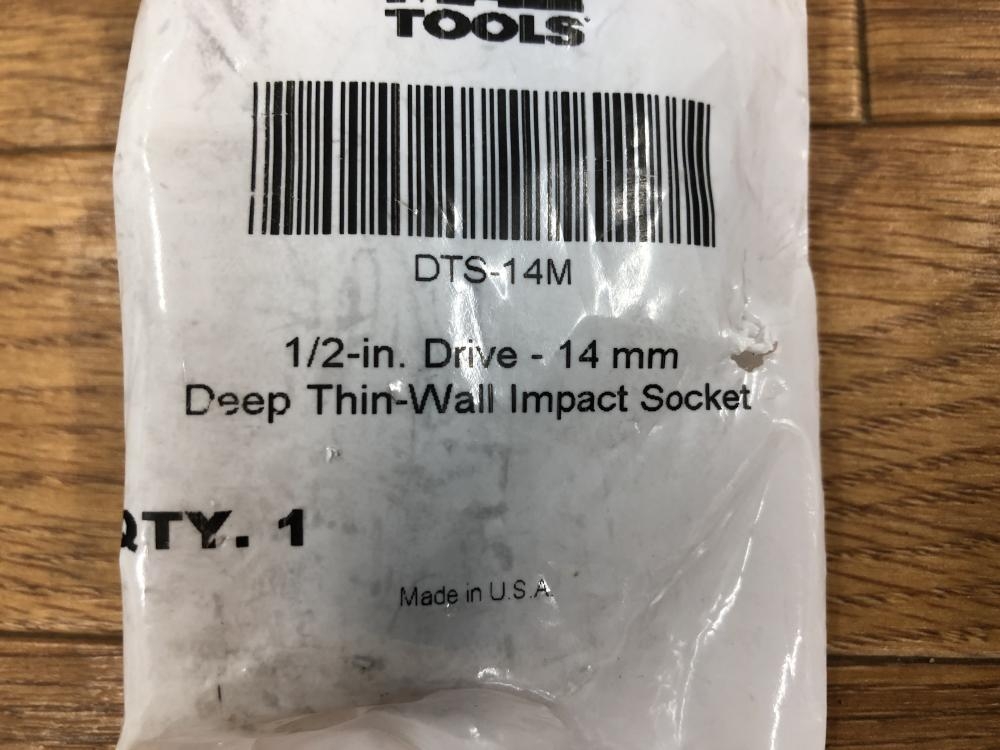 TOOLS
DTS-14M
1/2-in. Drive - 14 mm
Deep Thin-Wall Impact Socket
QTY. 1
Made in U.S.A.